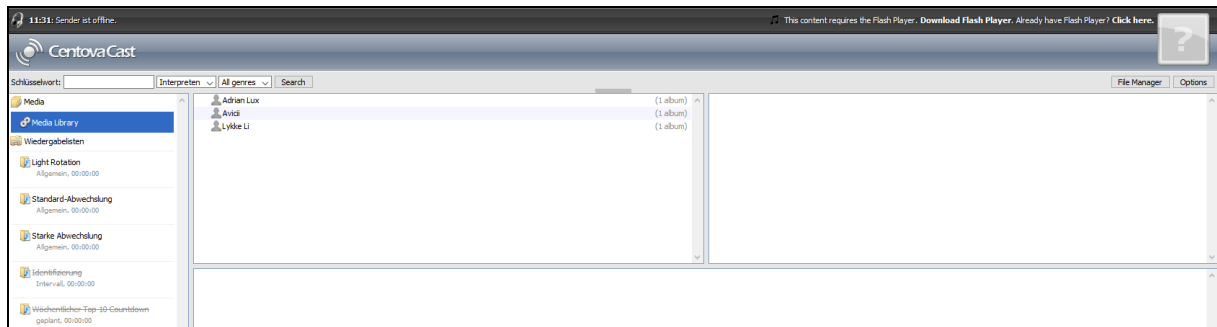 11:31: Sender ist offline.
This content requires the Flash Player. Download Flash Player. Already have Flash Player? Click here.
?
CentovaCast
Schlüsselwort: Interpreten All genres Search File Manager Options
Media
Media Library
Wiedergabelisten
Light Rotation
Allgemein, 00:00:00
Standard-Abwechslung
Allgemein, 00:00:00
Starke Abwechslung
Allgemein, 00:00:00
Identifizierung
Intervall, 00:00:00
Wöchentlicher Top 10 Countdown
geplant, 00:00:00
Adrian Lux (1 album)
Avicii (1 album)
Lykke Li (1 album)